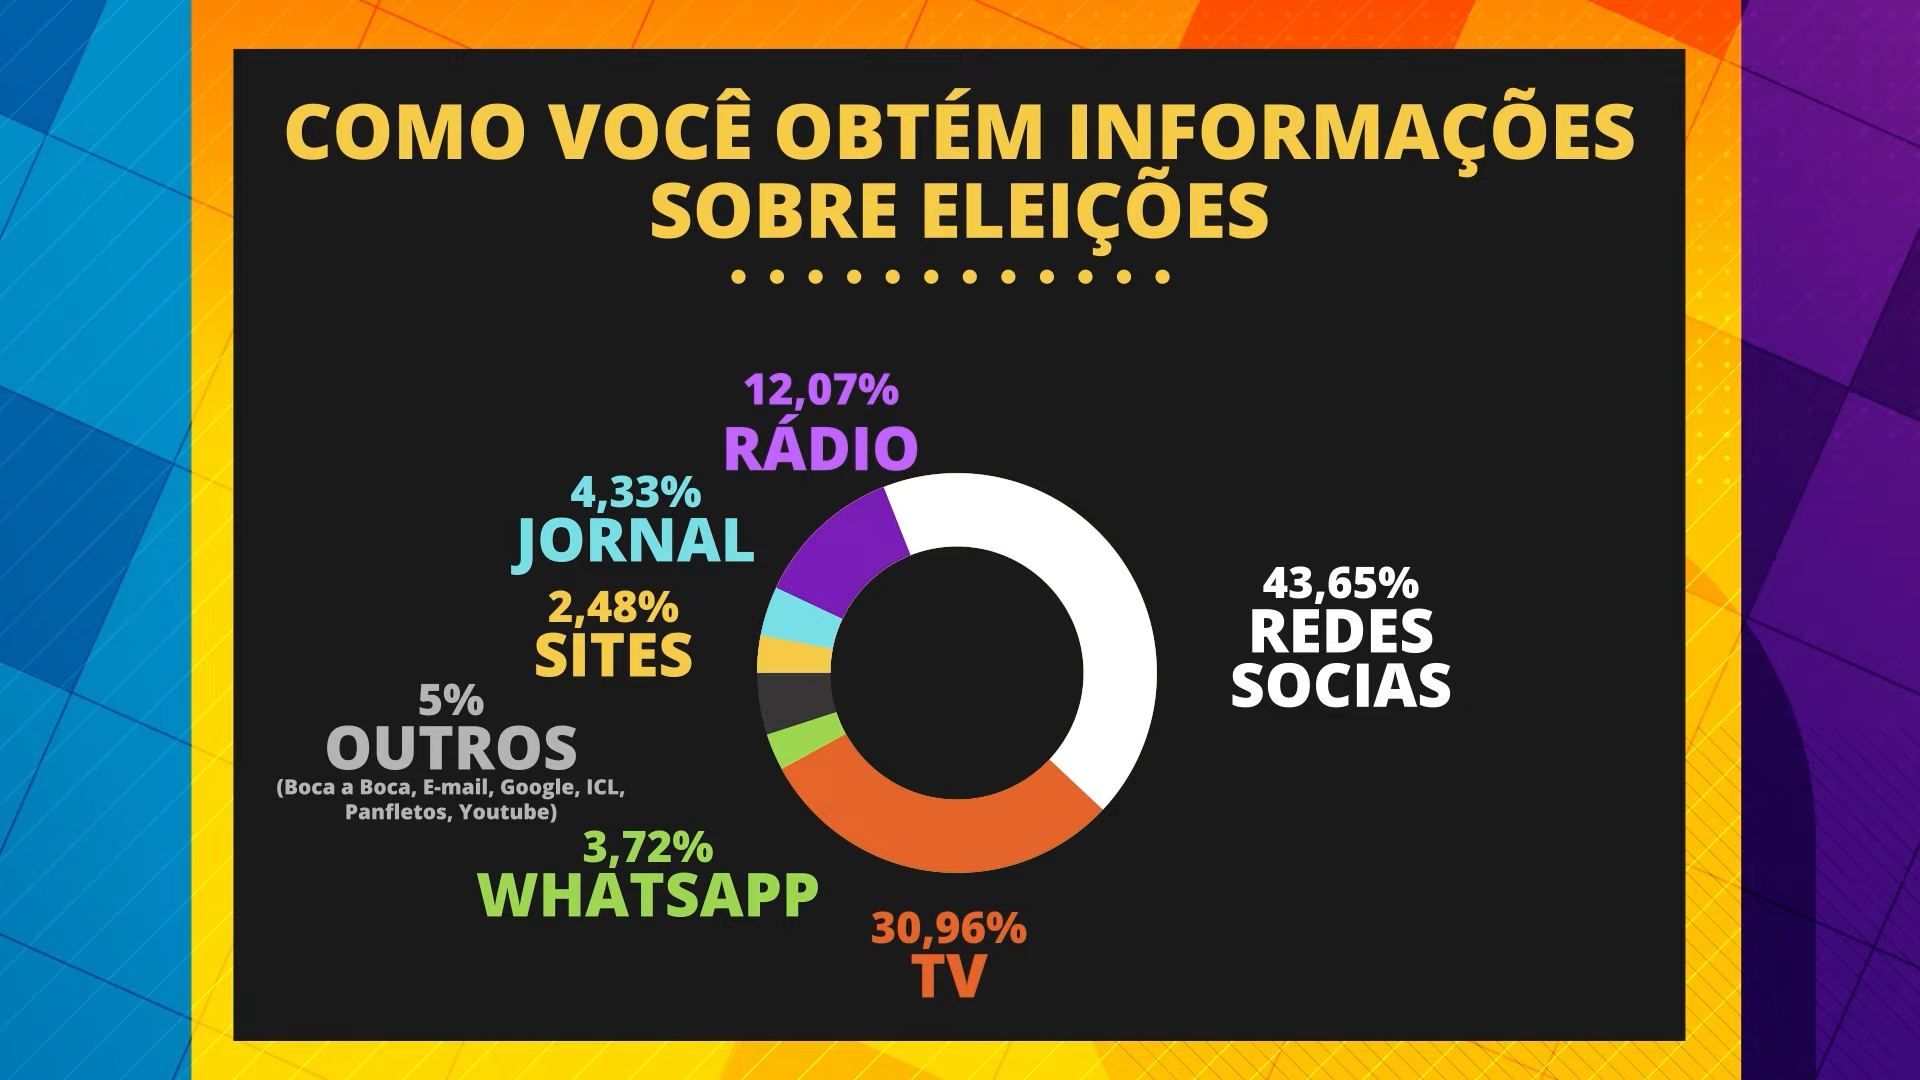 COMO VOCÊ OBTÉM INFORMAÇÕES
SOBRE ELEIÇÕES
12,07%
RÁDIO
4,33%
JORNAL
2,48%
SITES
5%
OUTROS
(Boca a Boca, E-mail, Google, ICL,
Panfletos, Youtube)
3,72%
WHATSAPP
30,96%
TV
43,65%
REDES
SOCIAS